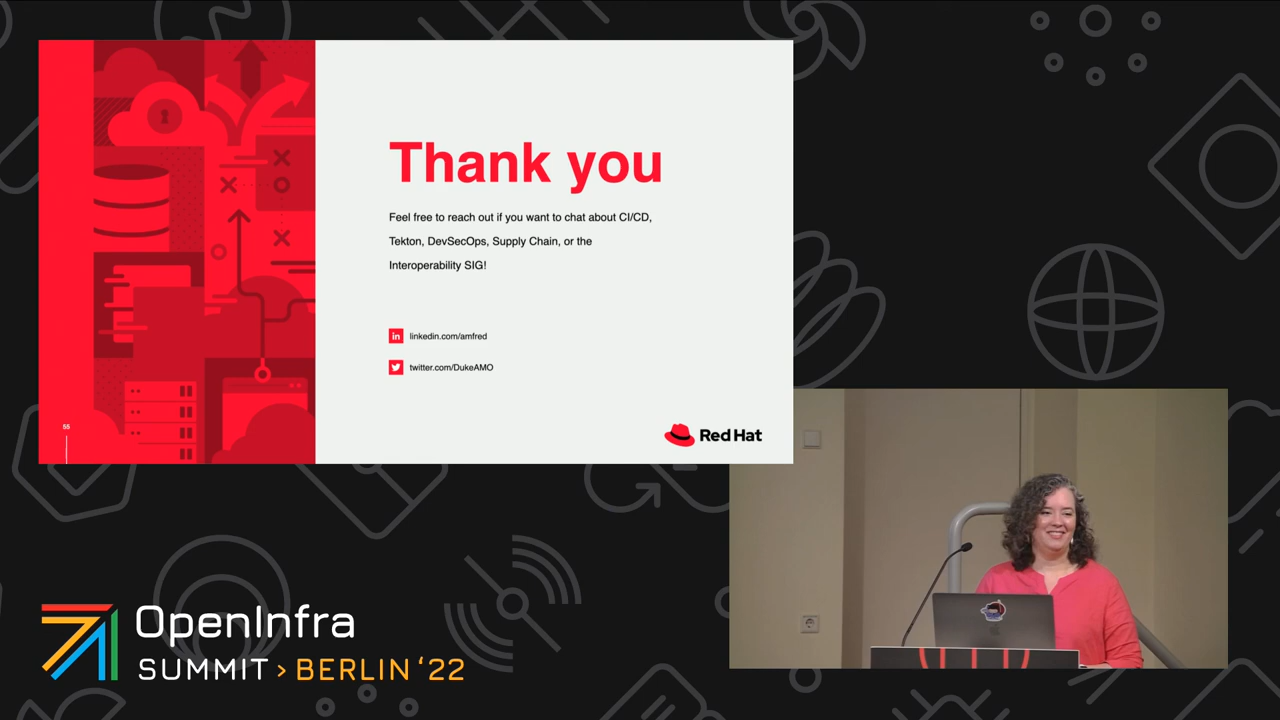 Thank you
Feel free to reach out if you want to chat about CI/CD,
Tekton, DevSecOps, Supply Chain, or the
Interoperability SIG!
in linkedin.com/amfred
twitter.com/DukeAMO
55
Red Hat
OpenInfra
SUMMIT > BERLIN ‘22